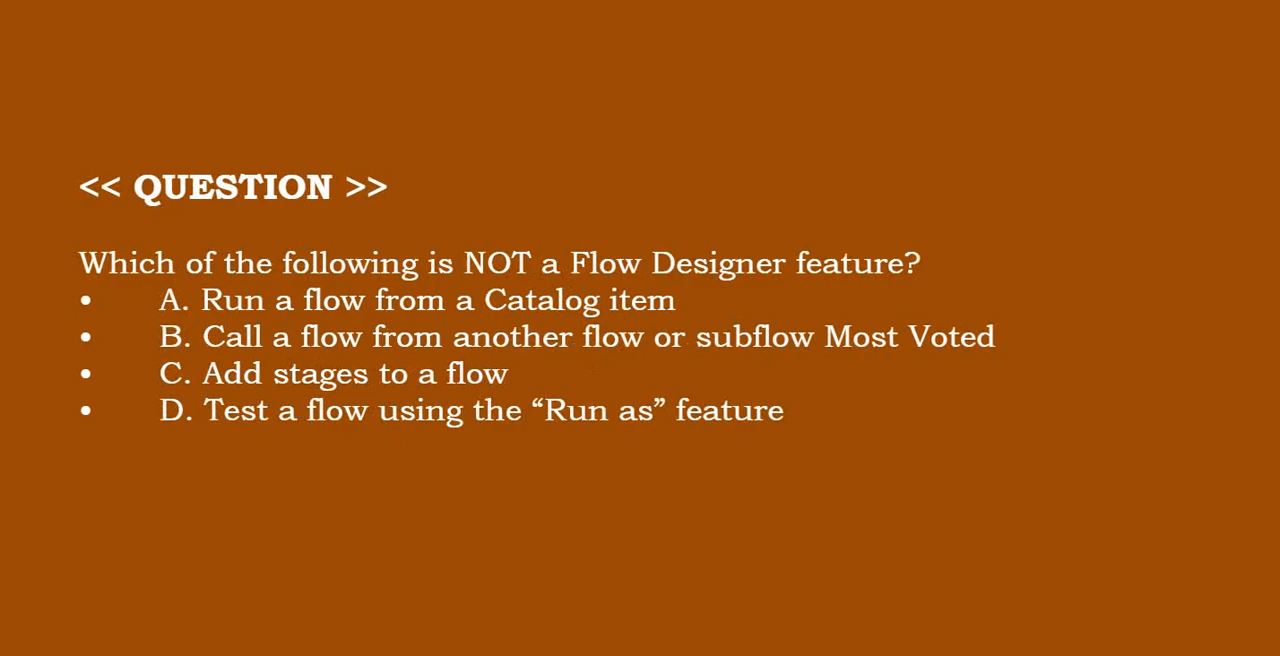 << QUESTION >>
Which of the following is NOT a Flow Designer feature?
• A. Run a flow from a Catalog item
• B. Call a flow from another flow or subflow Most Voted
• C. Add stages to a flow
• D. Test a flow using the “Run as” feature